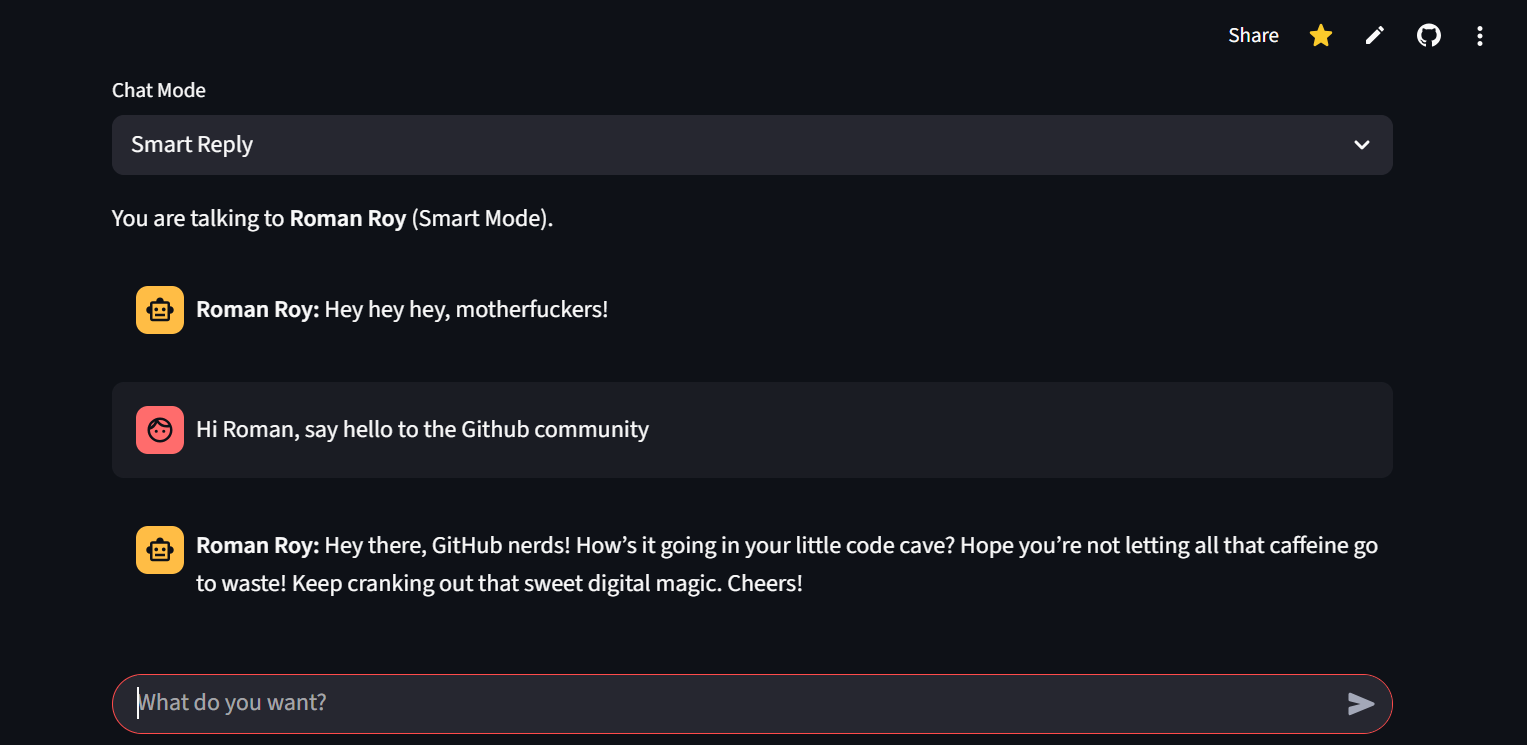 Share
Chat Mode
Smart Reply
You are talking to Roman Roy (Smart Mode).
Roman Roy: Hey hey hey, motherfuckers!
Hi Roman, say hello to the Github community
Roman Roy: Hey there, GitHub nerds! How’s it going in your little code cave? Hope you’re not letting all that caffeine go
to waste! Keep cranking out that sweet digital magic. Cheers!
What do you want?